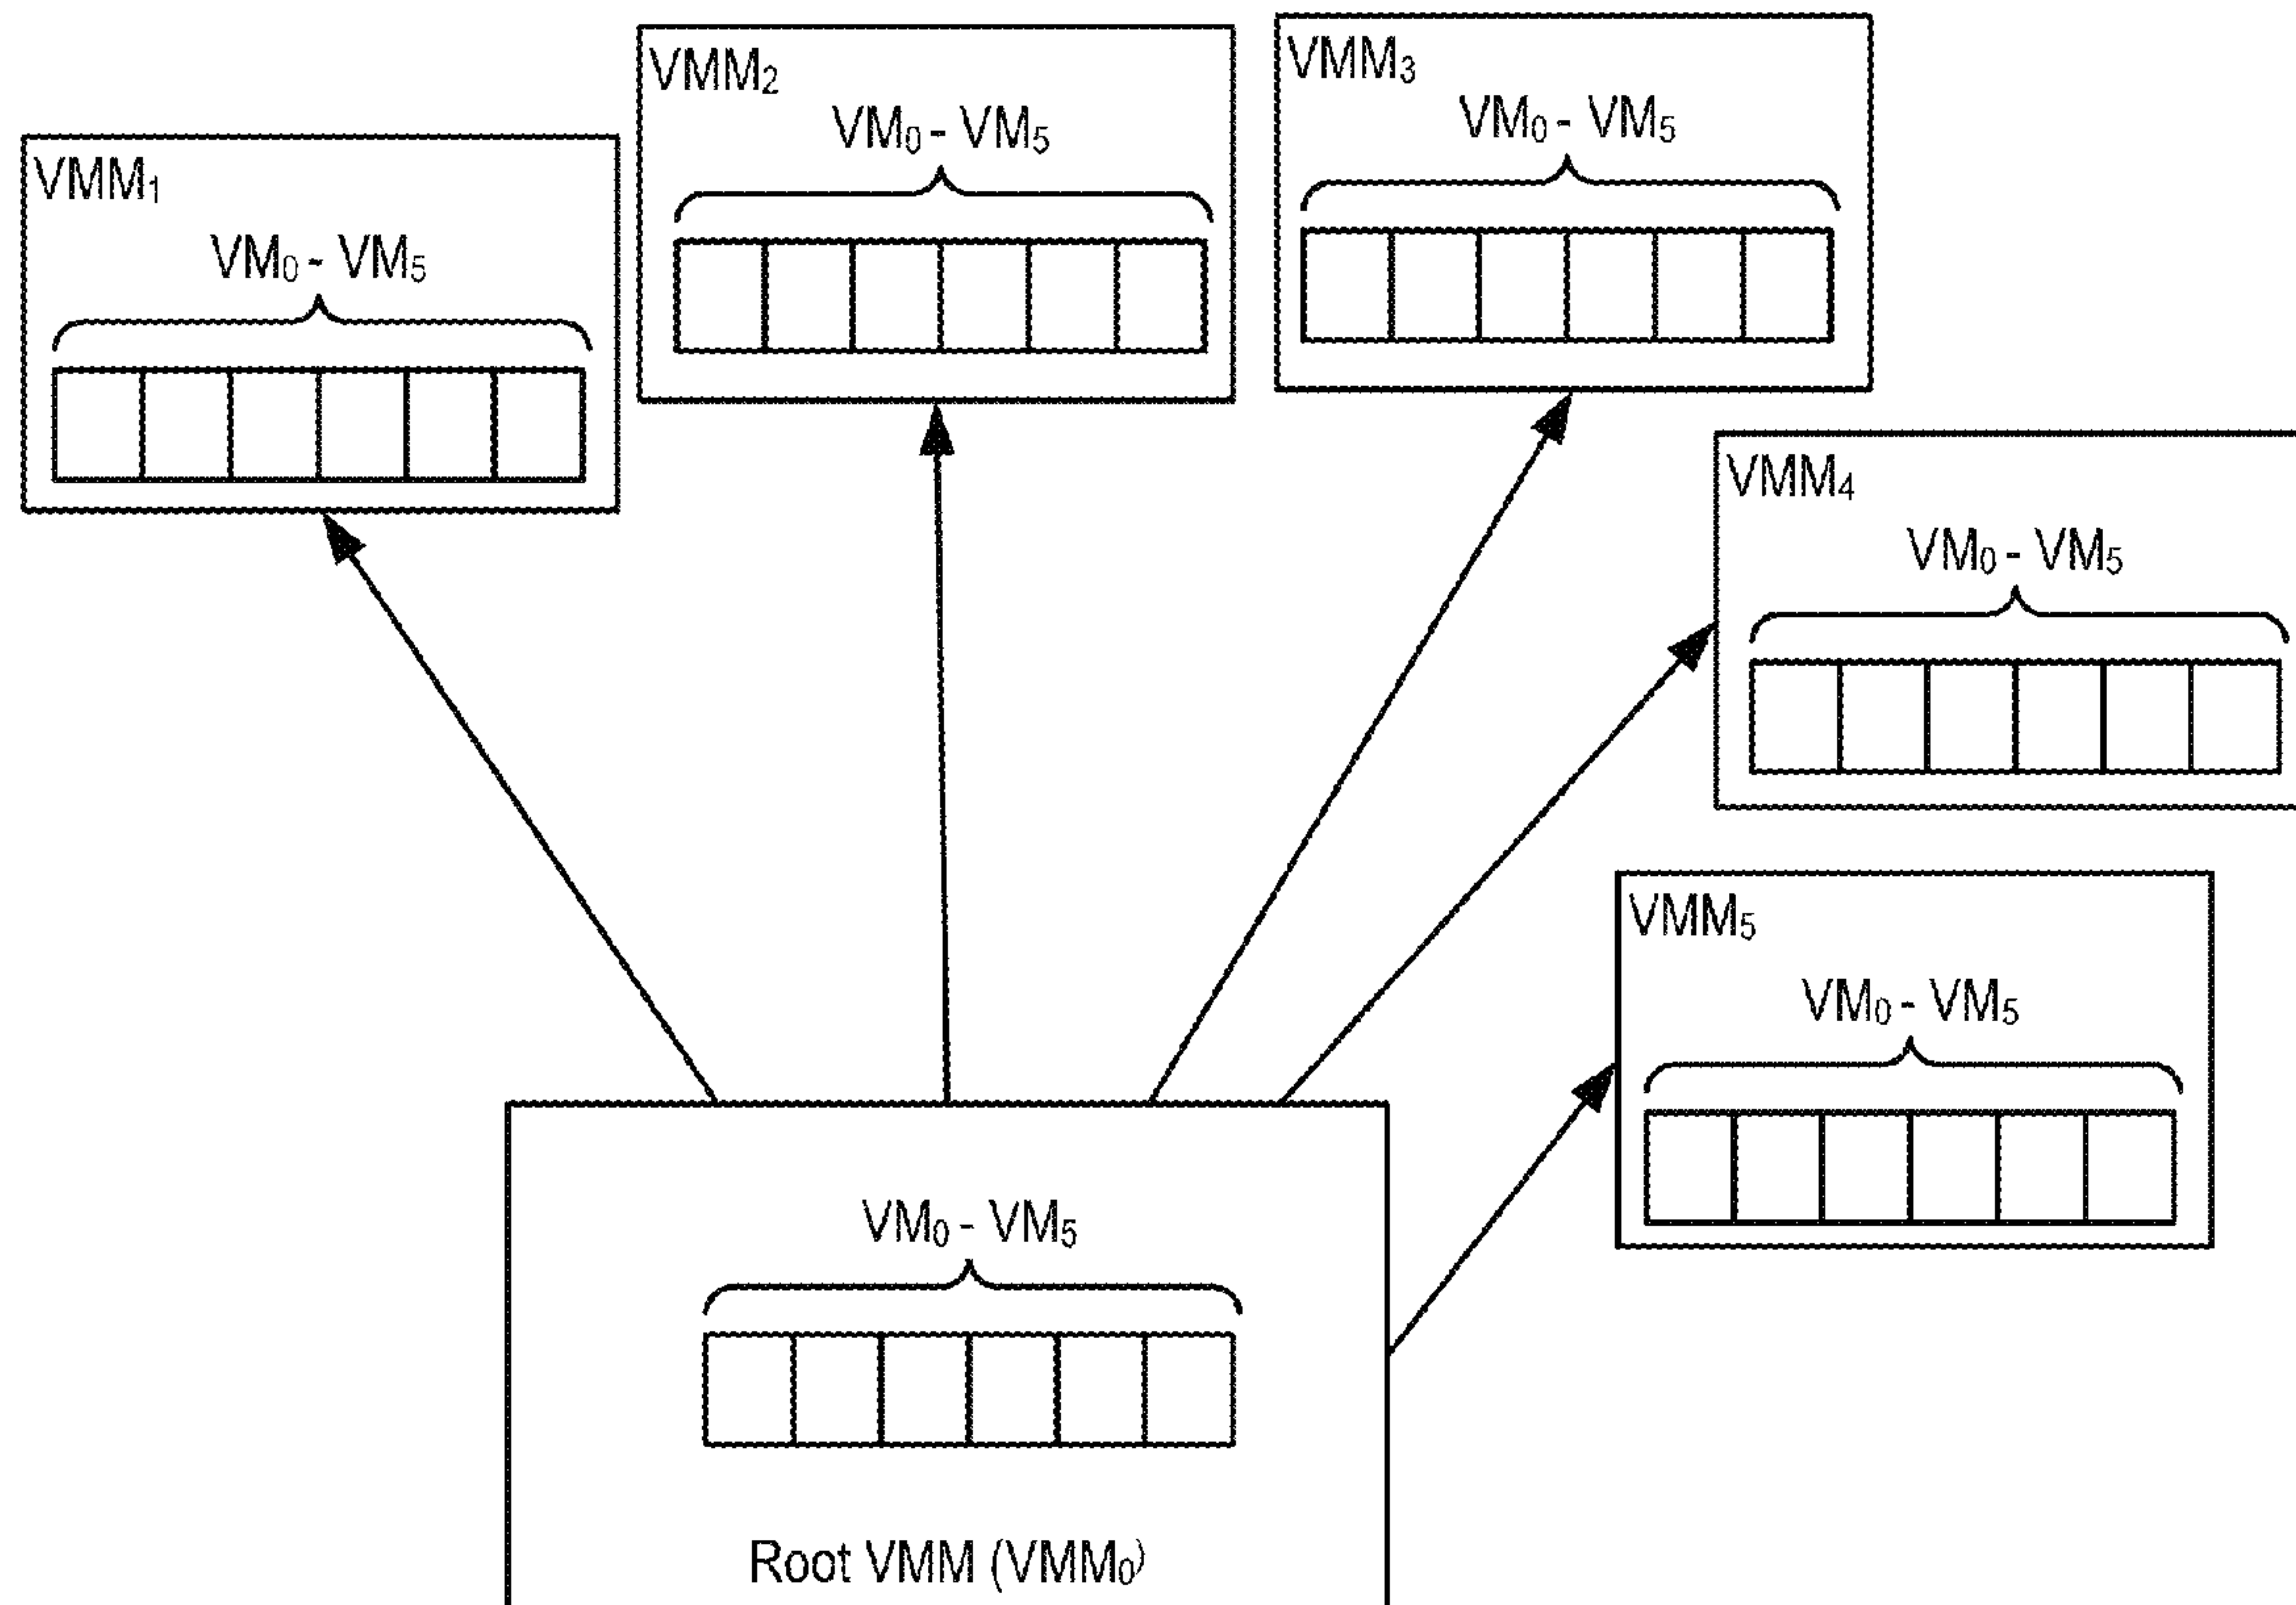 VMM₁
VM₀ - VM₅
VMM₂
VM₀ - VM₅
VMM₃
VM₀ - VM₅
VMM₄
VM₀ - VM₅
VMM₅
VM₀ - VM₅
VM₀ - VM₅
Root VMM (VMM₀)